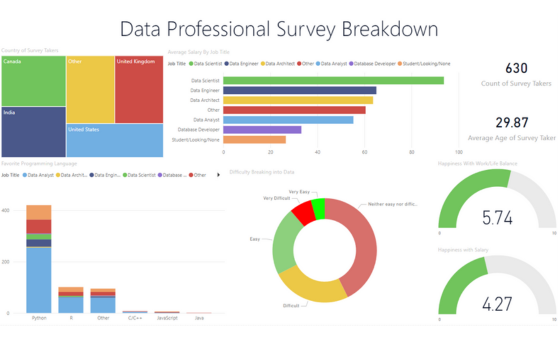 Data Professional Survey Breakdown
Country of Survey Takers
Canada
Other
United Kingdom
India
United States
Average Salary By Job Title
Job Title Data Scientist Data Engineer Data Architect Other Data Analyst Database Developer Student/Looking/None
Data Scientist
Data Engineer
Data Architect
Other
Data Analyst
Database Developer
Student/Looking/None
0 20 40 60 80 100
630
Count of Survey Takers
29.87
Average Age of Survey Taker
Favorite Programming Language
Job Title Data Analyst Data Archit... Data Engin... Data Scientist Database ... Other
400
200
0
Python R Other C/C++ JavaScript Java
Difficulty Breaking into Data
Very Easy
Very Difficult
Neither easy nor diffic...
Easy
Difficult
Happiness With Work/Life Balance
5.74
0 10
Happiness with Salary
4.27
0 10